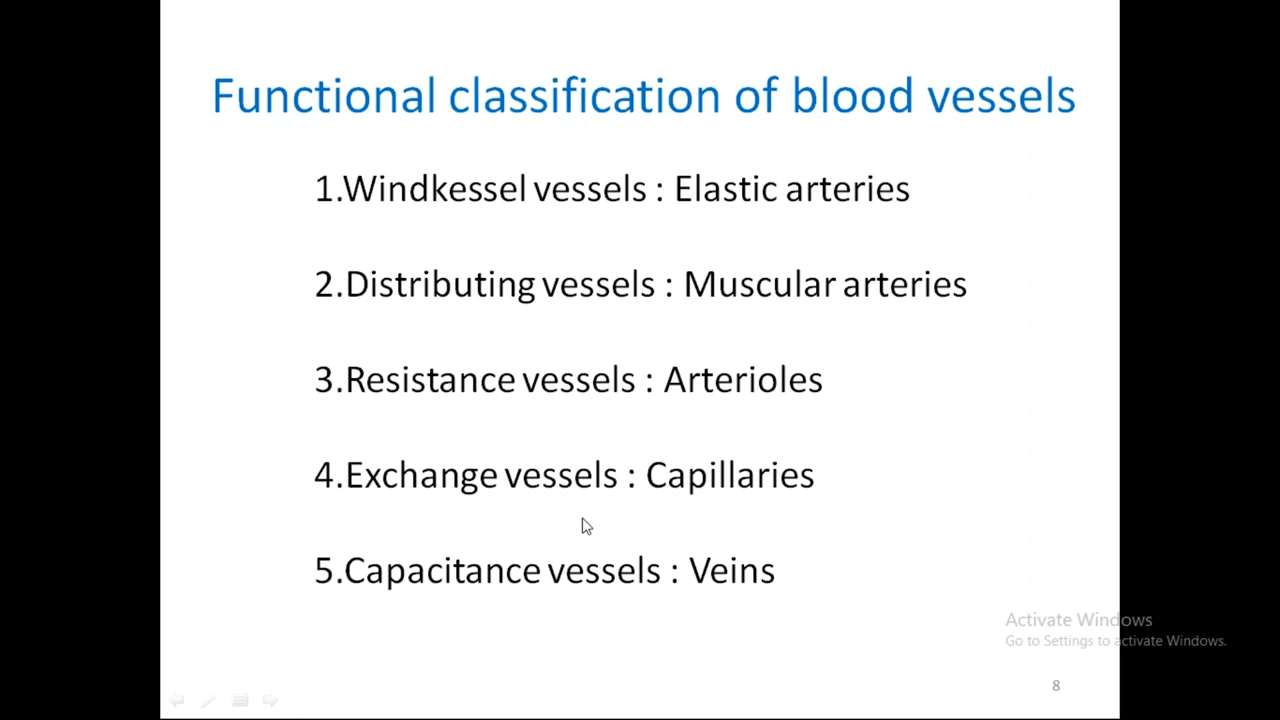 Functional classification of blood vessels
1.Windkessel vessels : Elastic arteries
2.Distributing vessels : Muscular arteries
3.Resistance vessels : Arterioles
4.Exchange vessels : Capillaries
5.Capacitance vessels : Veins
Activate Windows
Go to Settings to activate Windows.
8